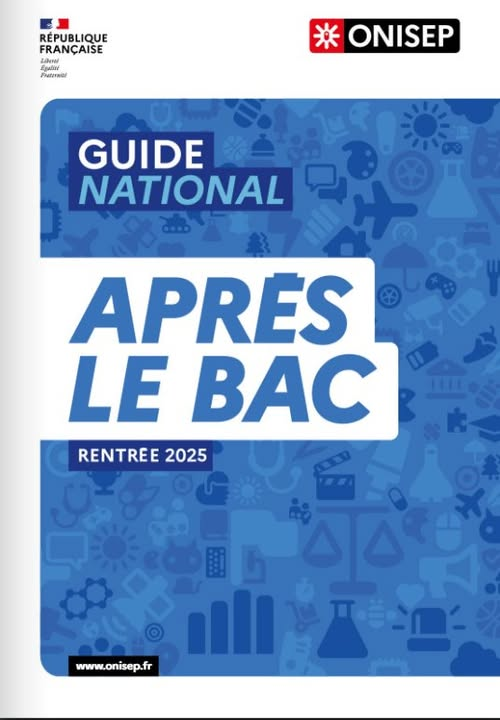 RÉPUBLIQUE
FRANÇAISE
Liberté
Égalité
Fraternité
ONISEP
GUIDE
NATIONAL
APRÈS
LE BAC
RENTRÉE 2025
www.onisep.fr